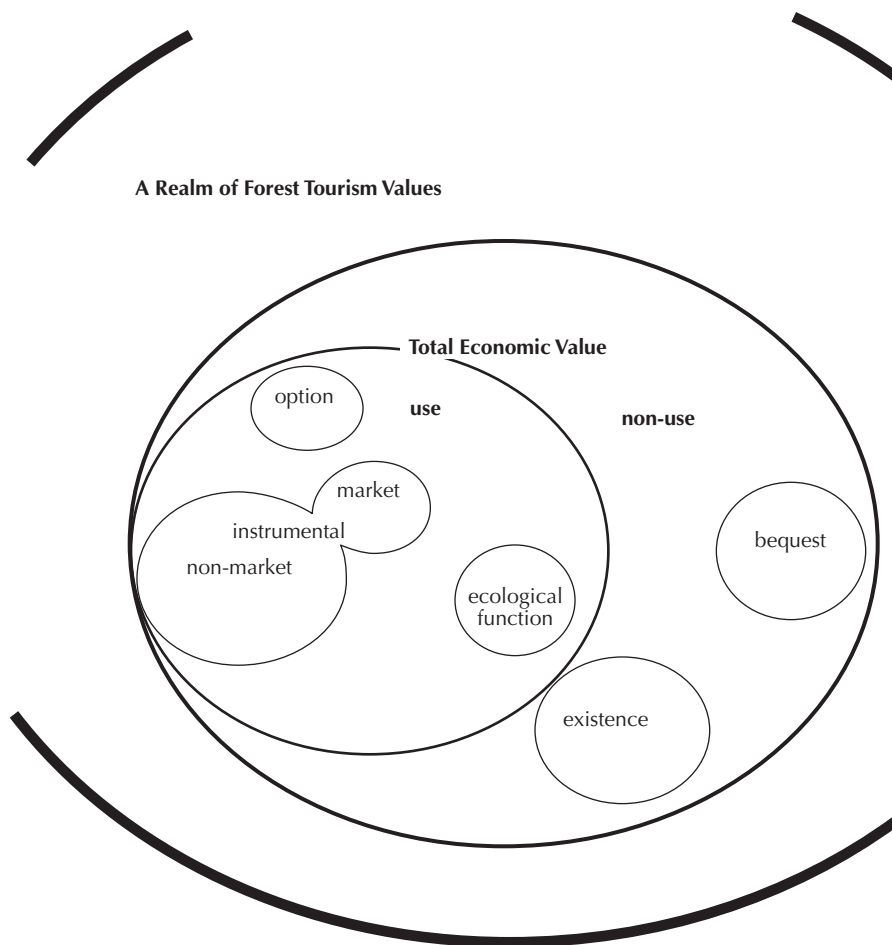 A Realm of Forest Tourism Values
Total Economic Value
option
use
non-use
market
instrumental
non-market
bequest
ecological
function
existence